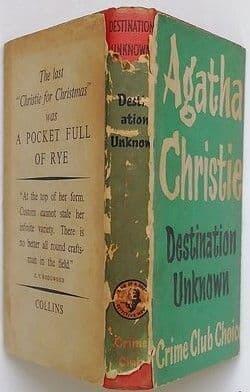 The last
"Christie for Christmas"
was
A POCKET FULL
OF RYE
"At the top of her form.
Custom cannot stale her
infinite variety. There is
no better all round crafts-
man in the field."
COLLINS
DESTINATION
UNKNOWN
Dest-
ation
Unknown
Crime
Club
Agatha
Christie
Destination
Unknown
Crime Club Choice